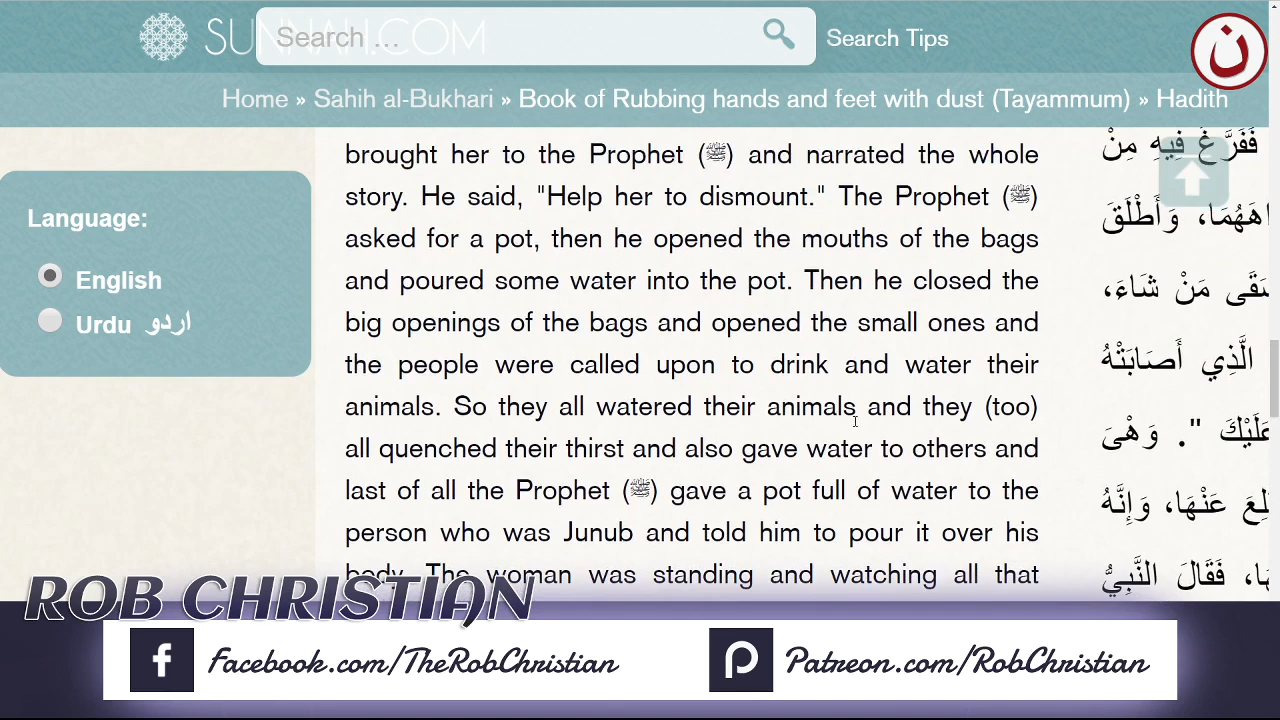 SUNNAH.COM
Search ...
Search Tips
ن
Home » Sahih al-Bukhari » Book of Rubbing hands and feet with dust (Tayammum) » Hadith
Language:
English
Urdu اردو
brought her to the Prophet (ﷺ) and narrated the whole
story. He said, "Help her to dismount." The Prophet (ﷺ)
asked for a pot, then he opened the mouths of the bags
and poured some water into the pot. Then he closed the
big openings of the bags and opened the small ones and
the people were called upon to drink and water their
animals. So they all watered their animals and they (too)
all quenched their thirst and also gave water to others and
last of all the Prophet (ﷺ) gave a pot full of water to the
person who was Junub and told him to pour it over his
body. The woman was standing and watching all that
فَفَرَّغَ فِيهِ مِنْ
وَأَطْلَقَ
مَنْ شَاءَ،
الَّذِي أَصَابَتْهُ
عَلَيْكَ ‏"‏‏.‏ وَهْىَ
عَنْهَا، وَإِنَّهُ
فَقَالَ النَّبِيُّ
ROB CHRISTIAN
Facebook.com/TheRobChristian
Patreon.com/RobChristian